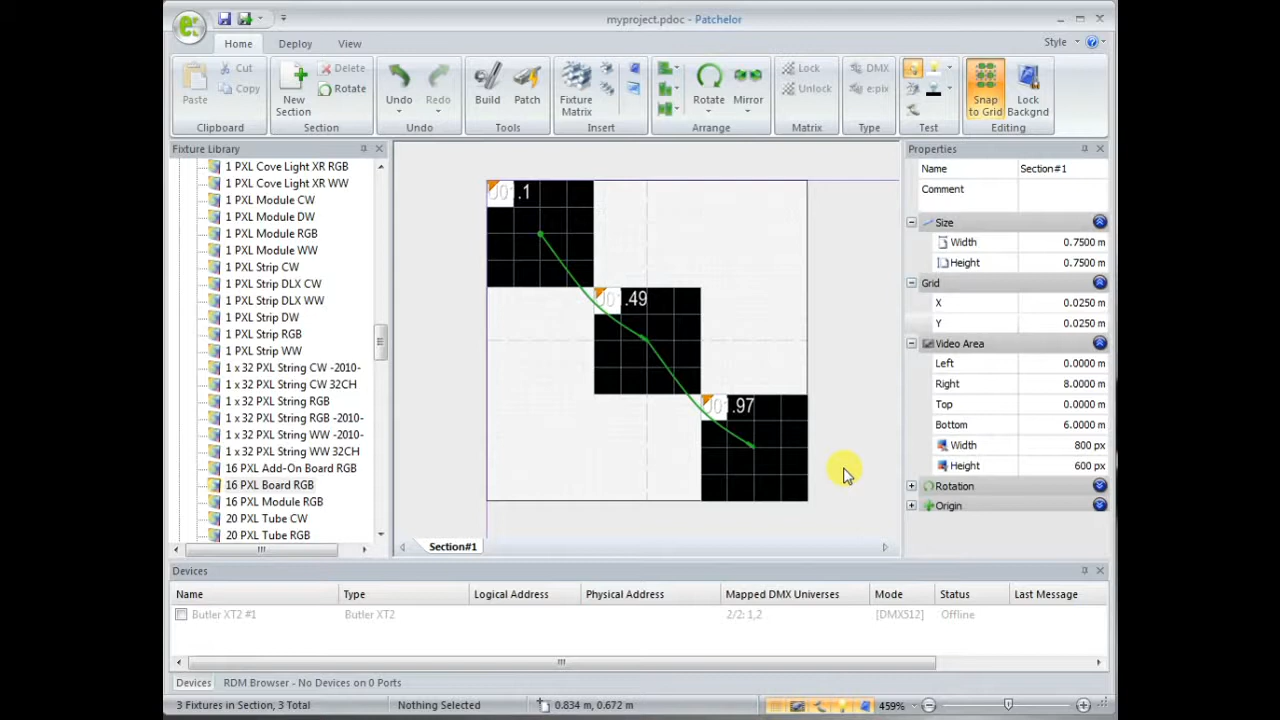 myproject.pdoc - Patchelor
Home Deploy View Style
Paste Cut Copy Clipboard
New Section Delete Rotate Section
Undo Redo Undo
Build Patch Tools
Fixture Matrix Insert
Rotate Mirror Arrange
Lock Unlock Matrix
DMX e:pix Type
Test
Snap to Grid Lock Backgnd Editing
Fixture Library
1 PXL Cove Light XR RGB
1 PXL Cove Light XR WW
1 PXL Module CW
1 PXL Module DW
1 PXL Module RGB
1 PXL Module WW
1 PXL Strip CW
1 PXL Strip DLX CW
1 PXL Strip DLX WW
1 PXL Strip DW
1 PXL Strip RGB
1 PXL Strip WW
1 x 32 PXL String CW -2010-
1 x 32 PXL String CW 32CH
1 x 32 PXL String RGB
1 x 32 PXL String RGB -2010-
1 x 32 PXL String WW -2010-
1 x 32 PXL String WW 32CH
16 PXL Add-On Board RGB
16 PXL Board RGB
16 PXL Module RGB
20 PXL Tube CW
20 PXL Tube RGB
U01.1
U01.49
U01.97
Section#1
Properties
Name Section#1
Comment
Size
Width 0.7500 m
Height 0.7500 m
Grid
X 0.0250 m
Y 0.0250 m
Video Area
Left 0.0000 m
Right 8.0000 m
Top 0.0000 m
Bottom 6.0000 m
Width 800 px
Height 600 px
Rotation
Origin
Devices
Name Type Logical Address Physical Address Mapped DMX Universes Mode Status Last Message
Butler XT2 #1 Butler XT2 2/2: 1,2 [DMX512] Offline
Devices RDM Browser - No Devices on 0 Ports
3 Fixtures in Section, 3 Total Nothing Selected 0.834 m, 0.672 m 459%